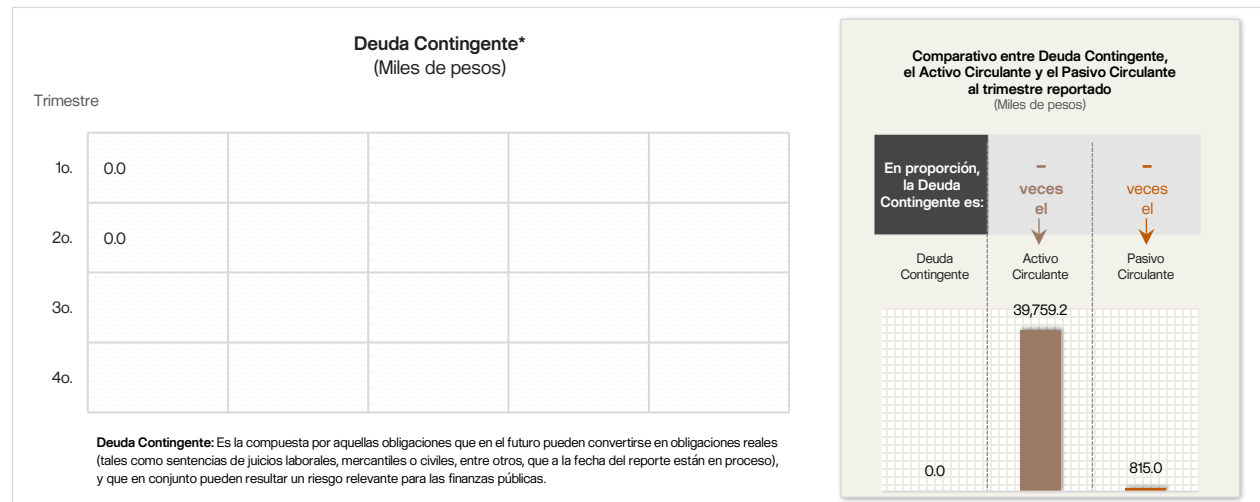 Deuda Contingente*
(Miles de pesos)
Trimestre
1o. 0.0
2o. 0.0
3o.
4o.
Deuda Contingente: Es la compuesta por aquellas obligaciones que en el futuro pueden convertirse en obligaciones reales
(tales como sentencias de juicios laborales, mercantiles o civiles, entre otros, que a la fecha del reporte están en proceso),
y que en conjunto pueden resultar un riesgo relevante para las finanzas públicas.
Comparativo entre Deuda Contingente,
el Activo Circulante y el Pasivo Circulante
al trimestre reportado
(Miles de pesos)
En proporción,
la Deuda
Contingente es:
–
veces
el
–
veces
el
Deuda
Contingente
Activo
Circulante
Pasivo
Circulante
39,759.2
0.0
815.0